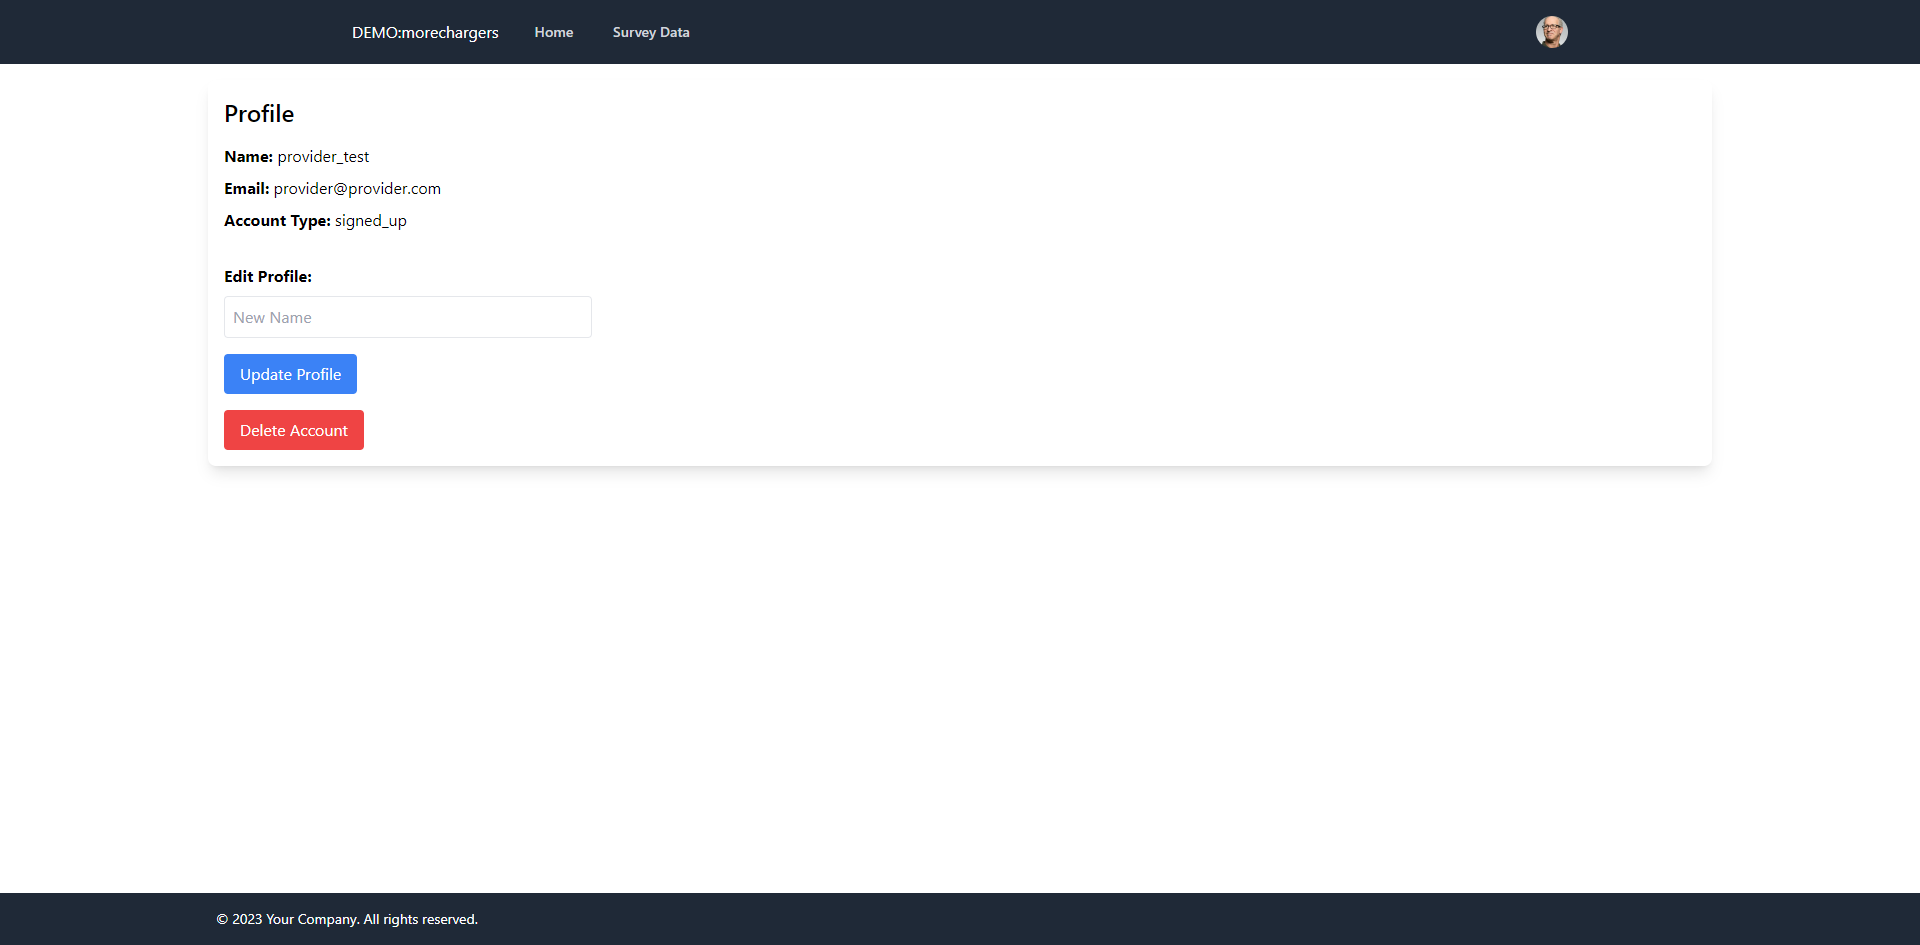 DEMO:morechargers Home Survey Data
Profile
Name: provider_test
Email: provider@provider.com
Account Type: signed_up
Edit Profile:
New Name
Update Profile
Delete Account
© 2023 Your Company. All rights reserved.